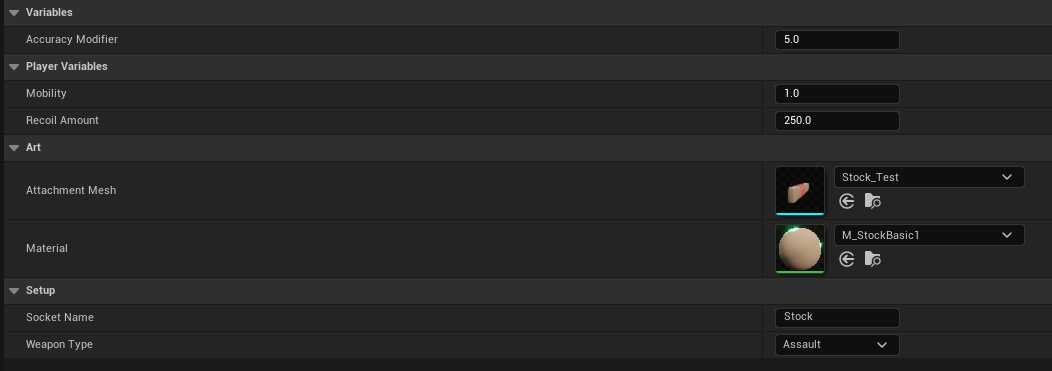 Variables
Accuracy Modifier 5.0
Player Variables
Mobility 1.0
Recoil Amount 250.0
Art
Attachment Mesh Stock_Test
Material M_StockBasic1
Setup
Socket Name Stock
Weapon Type Assault